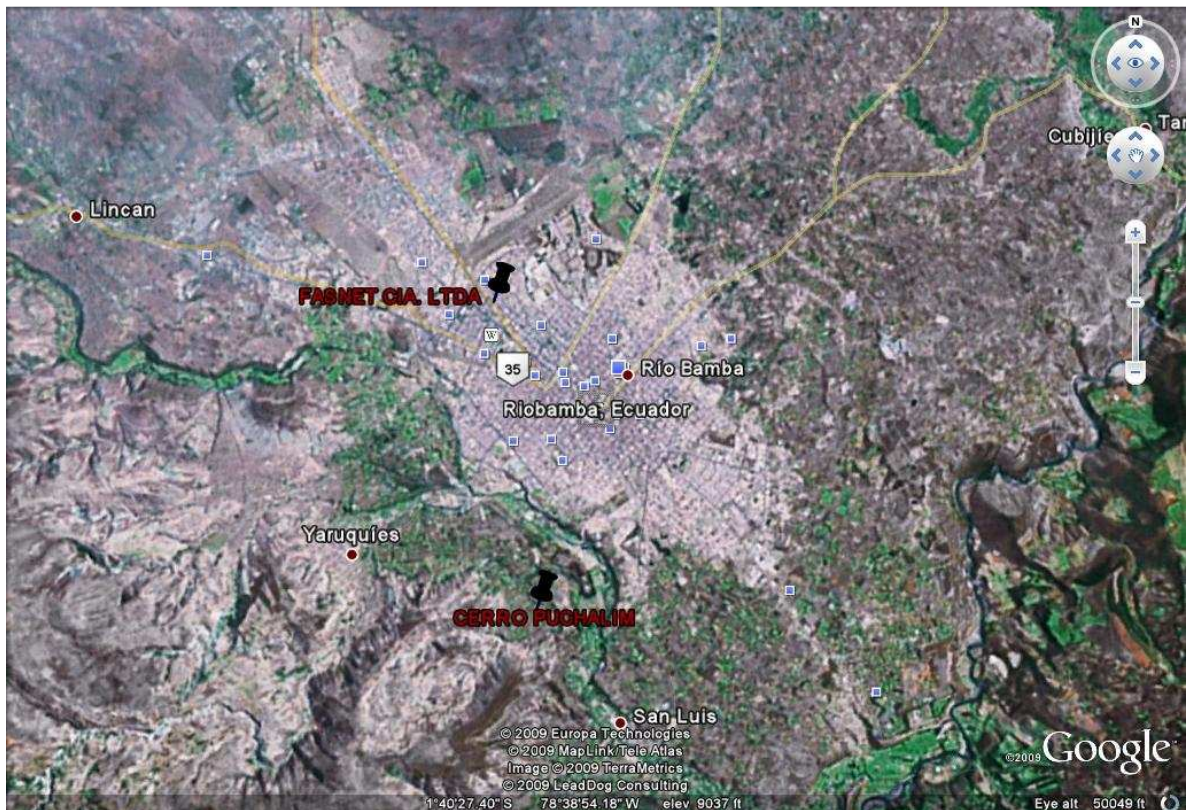 N
Cubijíe
Tar
Lincan
FASNET CIA. LTDA
W
35
Río Bamba
Riobamba, Ecuador
Yaruquíes
CERRO PUCHALIM
San Luis
© 2009 Europa Technologies
© 2009 MapLink/Tele Atlas
Image © 2009 TerraMetrics
© 2009 LeadDog Consulting
©2009 Google
1°40'27.40" S 78°38'54.18" W elev 9037 ft
Eye alt 50049 ft